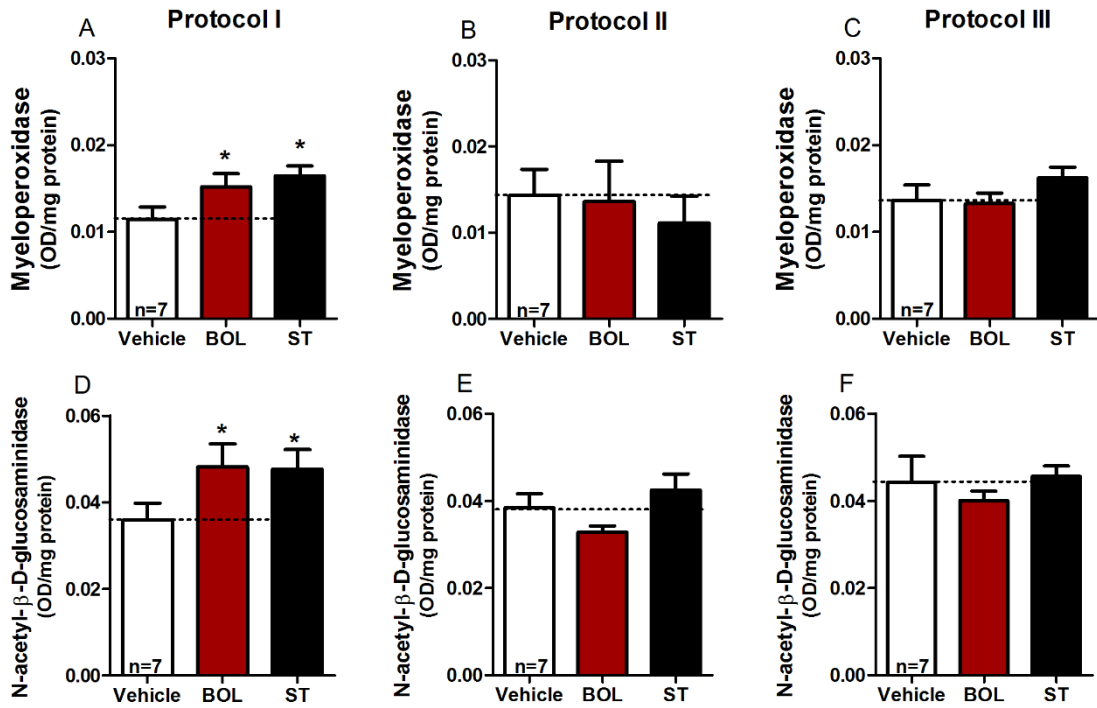 Protocol I
Protocol II
Protocol III
A
B
C
Myeloperoxidase
(OD/mg protein)
0.03
0.02
0.01
0.00
*
*
n=7
Vehicle BOL ST
Myeloperoxidase
(OD/mg protein)
0.03
0.02
0.01
0.00
n=7
Vehicle BOL ST
Myeloperoxidase
(OD/mg protein)
0.03
0.02
0.01
0.00
n=7
Vehicle BOL ST
D
E
F
N-acetyl-β-D-glucosaminidase
(OD/mg protein)
0.06
0.04
0.02
0.00
*
*
n=7
Vehicle BOL ST
N-acetyl-β-D-glucosaminidase
(OD/mg protein)
0.06
0.04
0.02
0.00
n=7
Vehicle BOL ST
N-acetyl-β-D-glucosaminidase
(OD/mg protein)
0.06
0.04
0.02
0.00
n=7
Vehicle BOL ST